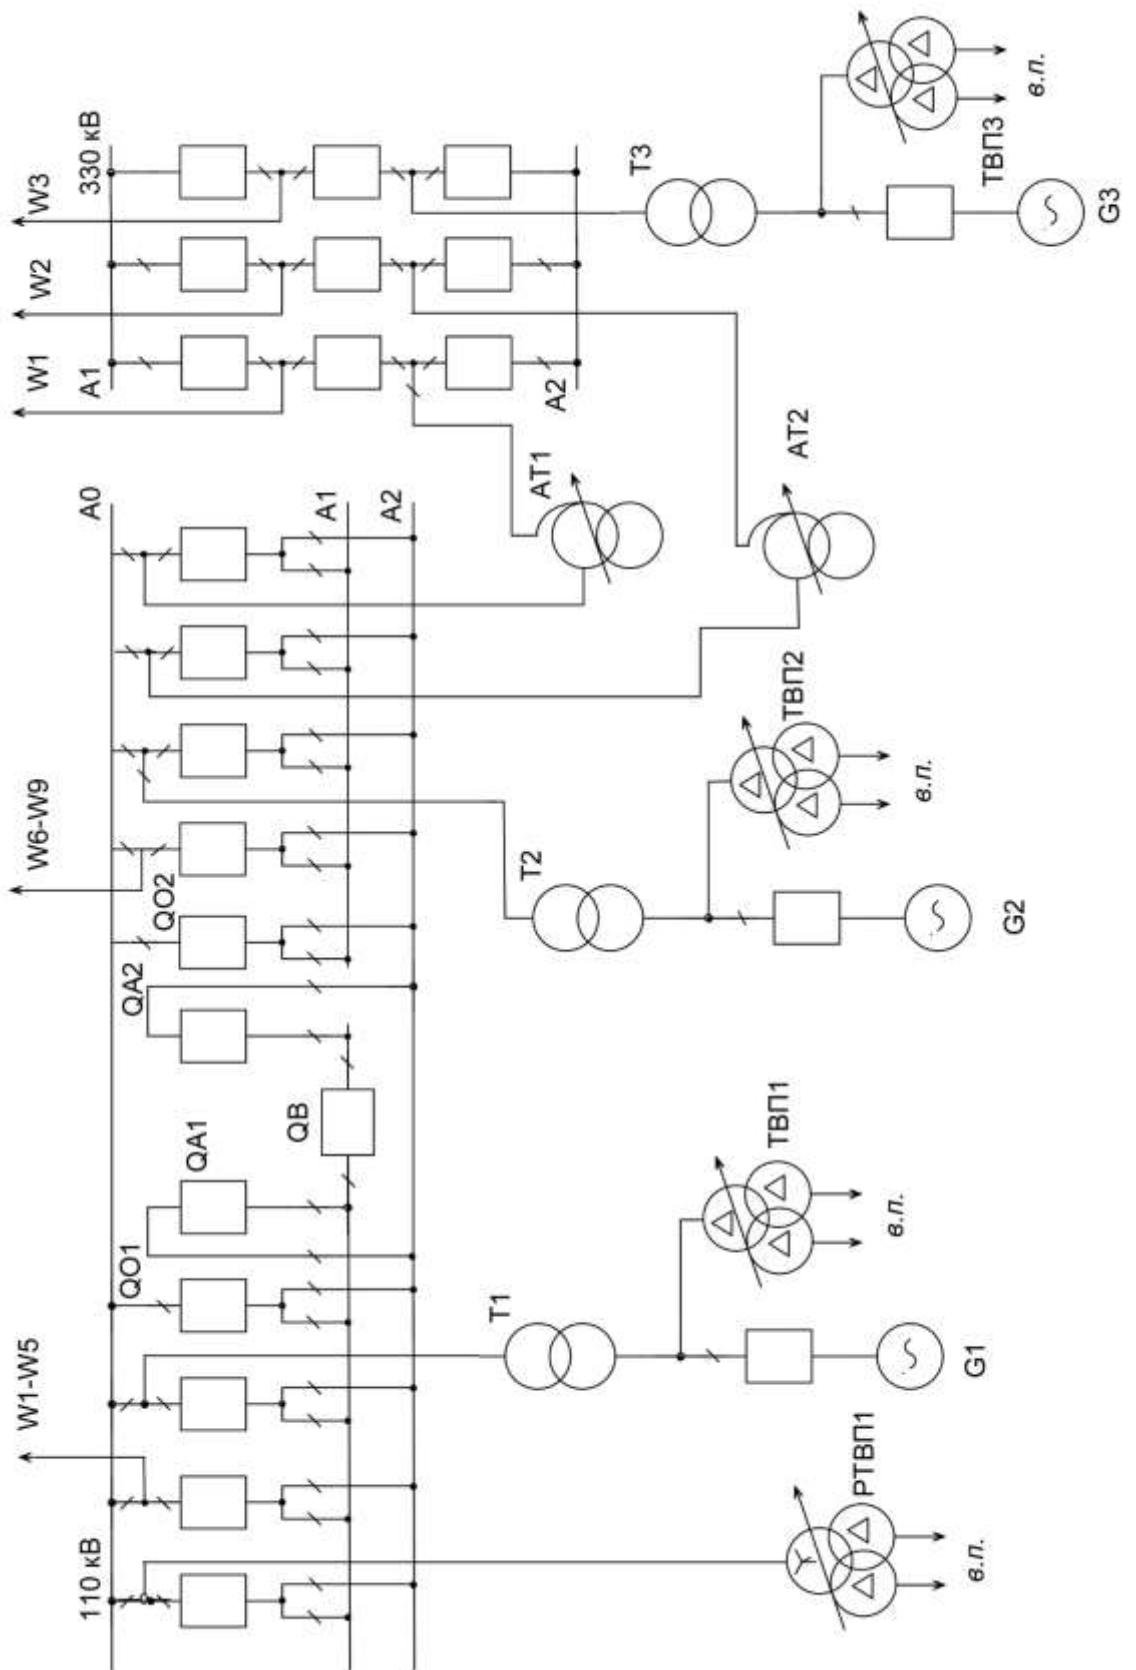 110 кВ
W1-W5
QO1
QA1
QB
QA2
QO2
W6-W9
A0
A1
A2
W1
W2
W3
A1
330 кВ
A2
РТВП1
в.п.
T1
G1
ТВП1
в.п.
T2
G2
ТВП2
в.п.
AT1
AT2
T3
G3
ТВП3
в.п.